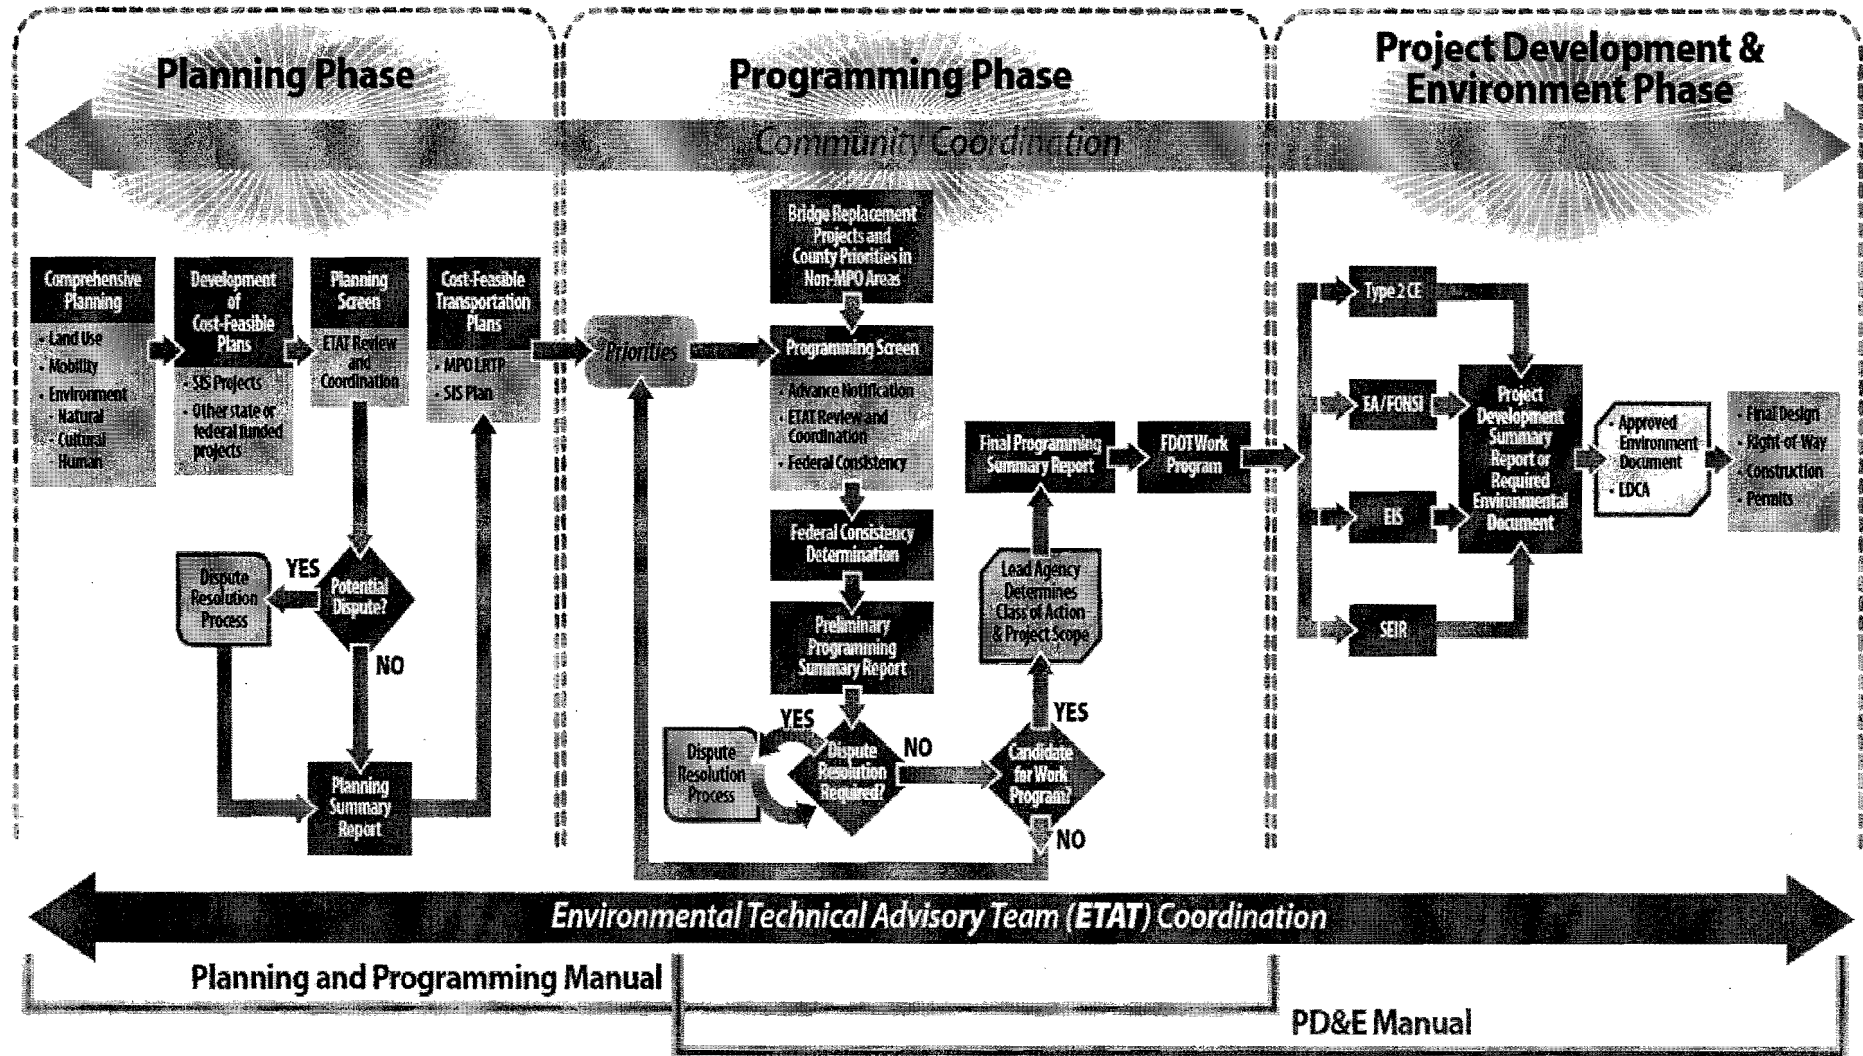 Planning Phase
Programming Phase
Project Development &
Environment Phase
Community Coordination
Comprehensive
Planning
• Land Use
• Mobility
• Environment
- Natural
- Cultural
- Human
Development
of
Cost-Feasible
Plans
• SIS Projects
• Other state or
federal funded
projects
Planning
Screen
ETAT Review
and
Coordination
Cost-Feasible
Transportation
Plans
• MPO LRTP
• SIS Plan
Potential
Dispute?
YES
NO
Dispute
Resolution
Process
Planning
Summary
Report
Priorities
Bridge Replacement
Projects and
County Priorities in
Non-MPO Areas
Programming Screen
• Advance Notification
• ETAT Review and
Coordination
• Federal Consistency
Federal Consistency
Determination
Preliminary
Programming
Summary Report
Dispute
Resolution
Required?
YES
NO
Dispute
Resolution
Process
Candidate
for Work
Program?
YES
NO
Lead Agency
Determines
Class of Action
& Project Scope
Final Programming
Summary Report
FDOT Work
Program
Type 2 CE
EA/FONSI
EIS
SEIR
Project
Development
Summary
Report or
Required
Environmental
Document
• Approved
Environment
Document
• LDCA
• Final Design
• Right-of-Way
• Construction
• Permits
Environmental Technical Advisory Team (ETAT) Coordination
Planning and Programming Manual
PD&E Manual